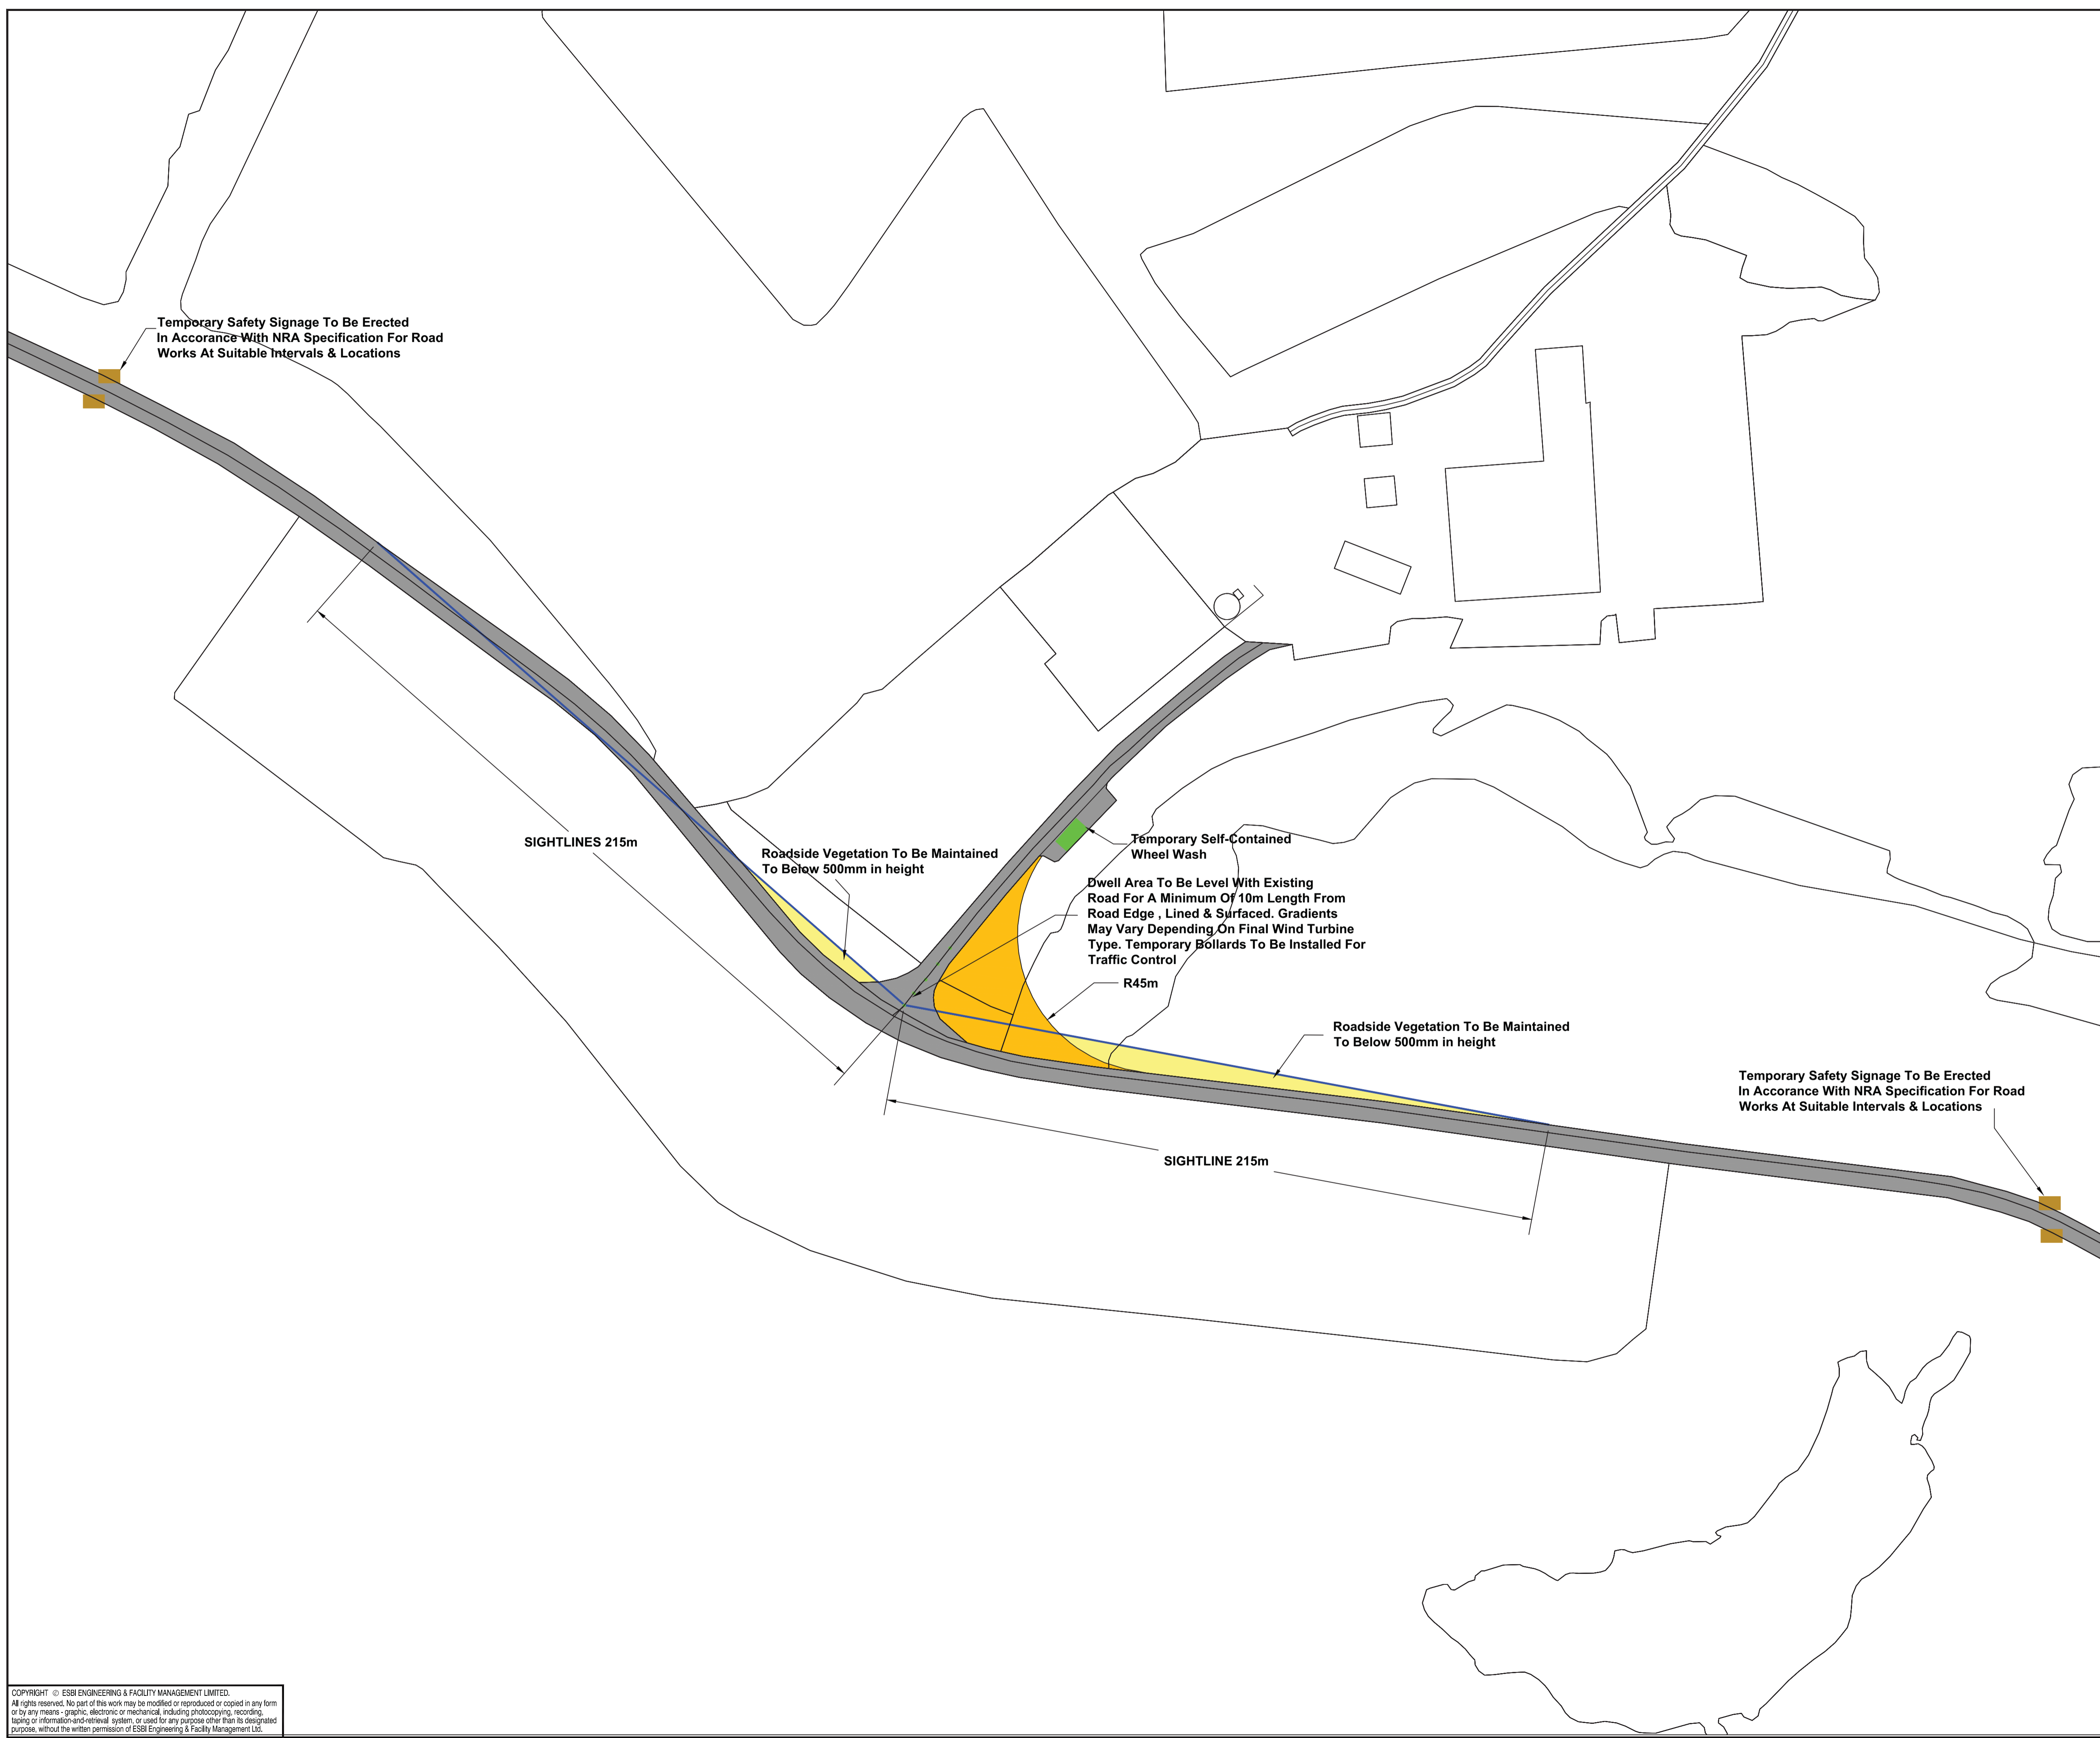 Temporary Safety Signage To Be Erected
In Accorance With NRA Specification For Road
Works At Suitable Intervals & Locations
SIGHTLINES 215m
Roadside Vegetation To Be Maintained
To Below 500mm in height
Temporary Self-Contained
Wheel Wash
Dwell Area To Be Level With Existing
Road For A Minimum Of 10m Length From
Road Edge , Lined & Surfaced. Gradients
May Vary Depending On Final Wind Turbine
Type. Temporary Bollards To Be Installed For
Traffic Control
R45m
Roadside Vegetation To Be Maintained
To Below 500mm in height
Temporary Safety Signage To Be Erected
In Accorance With NRA Specification For Road
Works At Suitable Intervals & Locations
SIGHTLINE 215m
COPYRIGHT © ESBI ENGINEERING & FACILITY MANAGEMENT LIMITED.
All rights reserved. No part of this work may be modified or reproduced or copied in any form
or by any means - graphic, electronic or mechanical, including photocopying, recording,
taping or information-and-retrieval system, or used for any purpose other than its designated
purpose, without the written permission of ESBI Engineering & Facility Management Ltd.